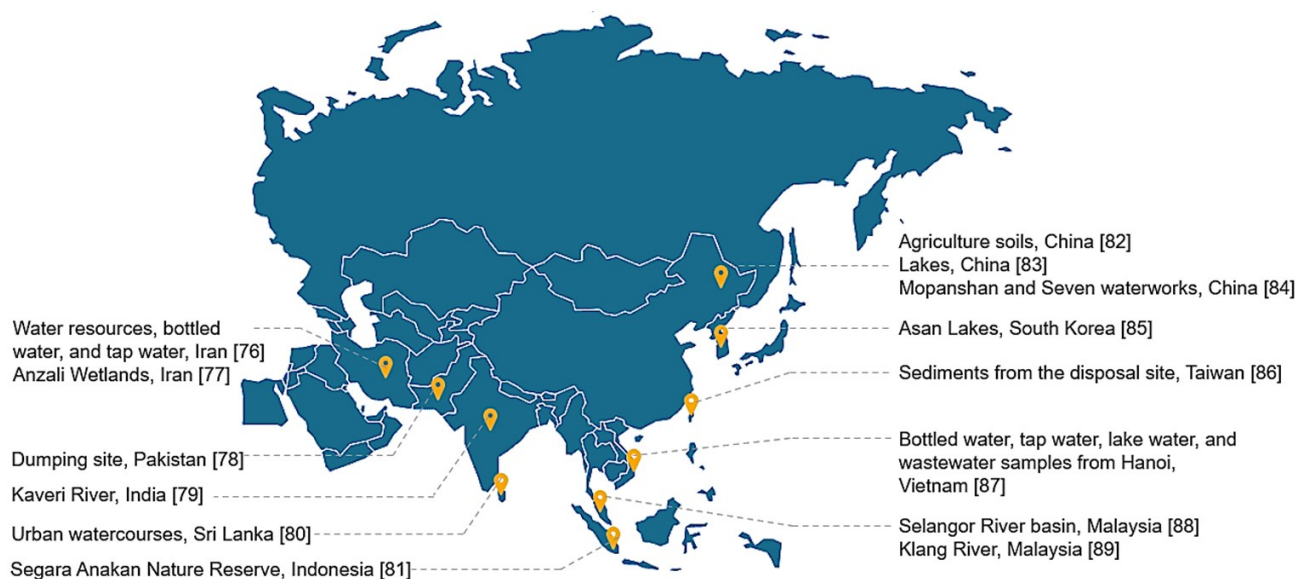 Water resources, bottled
water, and tap water, Iran [76]
Anzali Wetlands, Iran [77]
Dumping site, Pakistan [78]
Kaveri River, India [79]
Urban watercourses, Sri Lanka [80]
Segara Anakan Nature Reserve, Indonesia [81]
Agriculture soils, China [82]
Lakes, China [83]
Mopanshan and Seven waterworks, China [84]
Asan Lakes, South Korea [85]
Sediments from the disposal site, Taiwan [86]
Bottled water, tap water, lake water, and
wastewater samples from Hanoi,
Vietnam [87]
Selangor River basin, Malaysia [88]
Klang River, Malaysia [89]